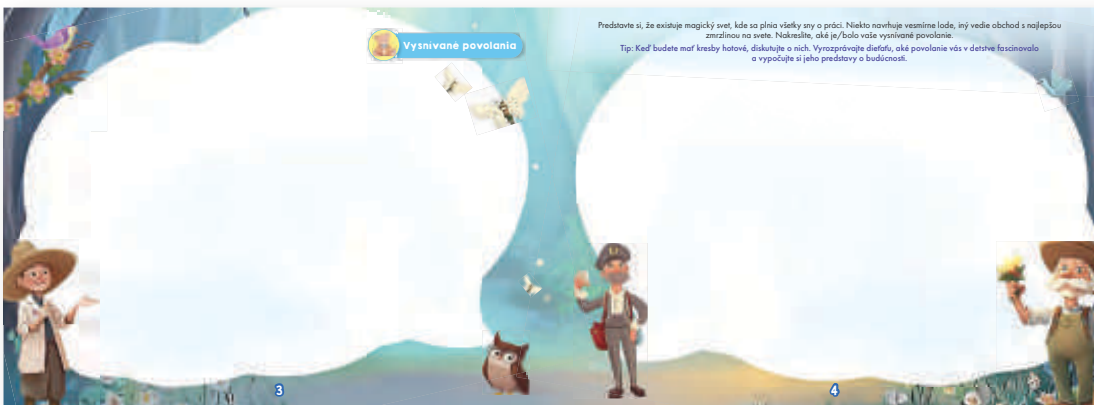 Vysnívané povolania
Predstavte si, že existuje magický svet, kde sa plnia všetky sny o práci. Niekto navrhuje vesmírne lode, iný vedie obchod s najlepšou
zmrzlinou na svete. Nakreslite, aké je/bolo vaše vysnívané povolanie.
Tip: Keď budete mať kresby hotové, diskutujte o nich. Vyrozprávajte dieťaťu, aké povolanie vás v detstve fascinovalo
a vypočujte si jeho predstavy o budúcnosti.
3
4